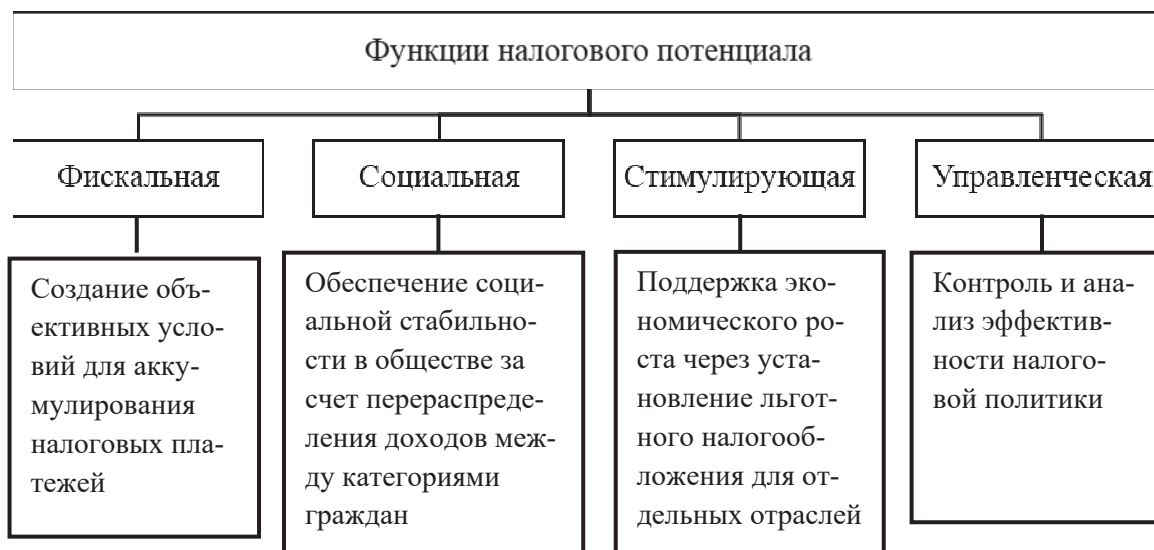 Функции налогового потенциала
Фискальная
Социальная
Стимулирующая
Управленческая
Создание объ-
ективных усло-
вий для акку-
мулирования
налоговых пла-
тежей
Обеспечение соци-
альной стабильно-
сти в обществе за
счет перераспреде-
ления доходов меж-
ду категориями
граждан
Поддержка эко-
номического ро-
ста через уста-
новление льгот-
ного налогооб-
ложения для от-
дельных отраслей
Контроль и ана-
лиз эффектив-
ности налого-
вой политики